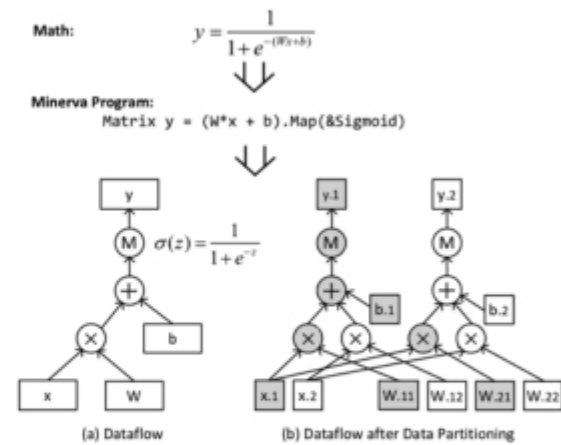 Math: y = 1 / (1 + e^{-(Wx+b)})
Minerva Program:
Matrix y = (W*x + b).Map(&Sigmoid)
y y.1 y.2
M σ(z) = 1 / (1 + e^{-z}) M M
+ + +
b b.1 b.2
× × × × ×
x W x.1 x.2 W.11 W.12 W.21 W.22
(a) Dataflow (b) Dataflow after Data Partitioning